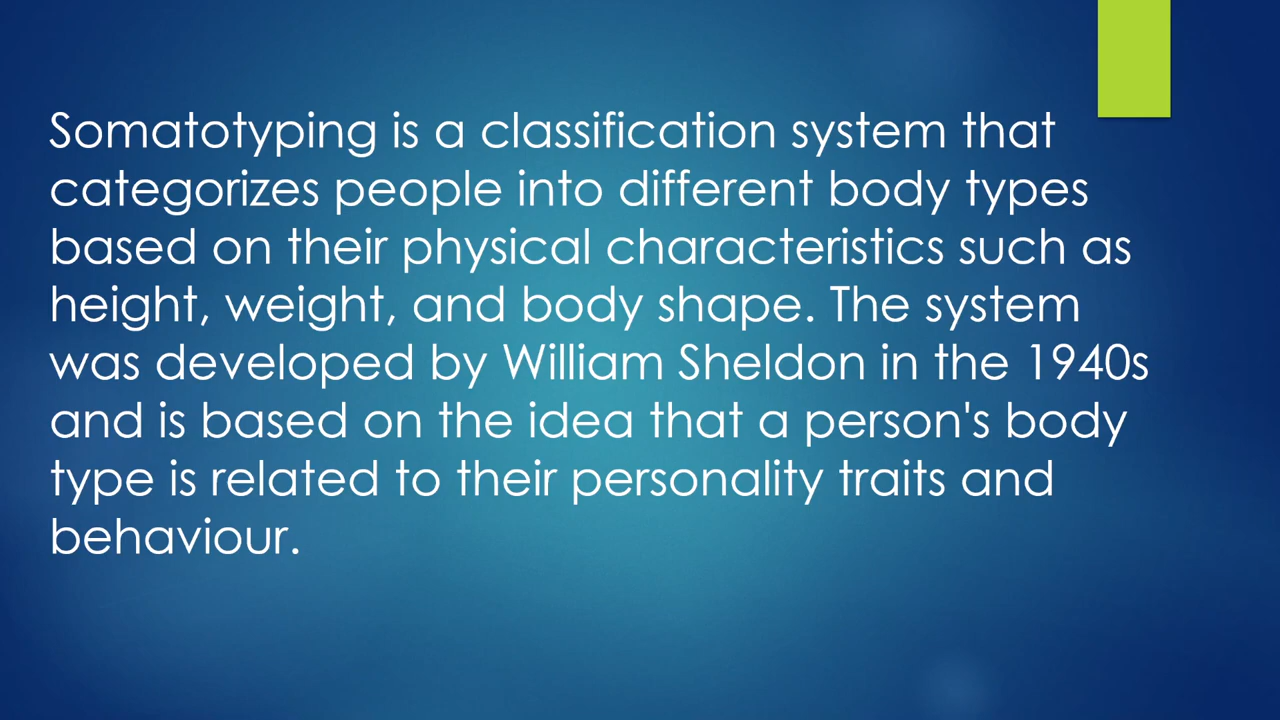 Somatotyping is a classification system that
categorizes people into different body types
based on their physical characteristics such as
height, weight, and body shape. The system
was developed by William Sheldon in the 1940s
and is based on the idea that a person's body
type is related to their personality traits and
behaviour.